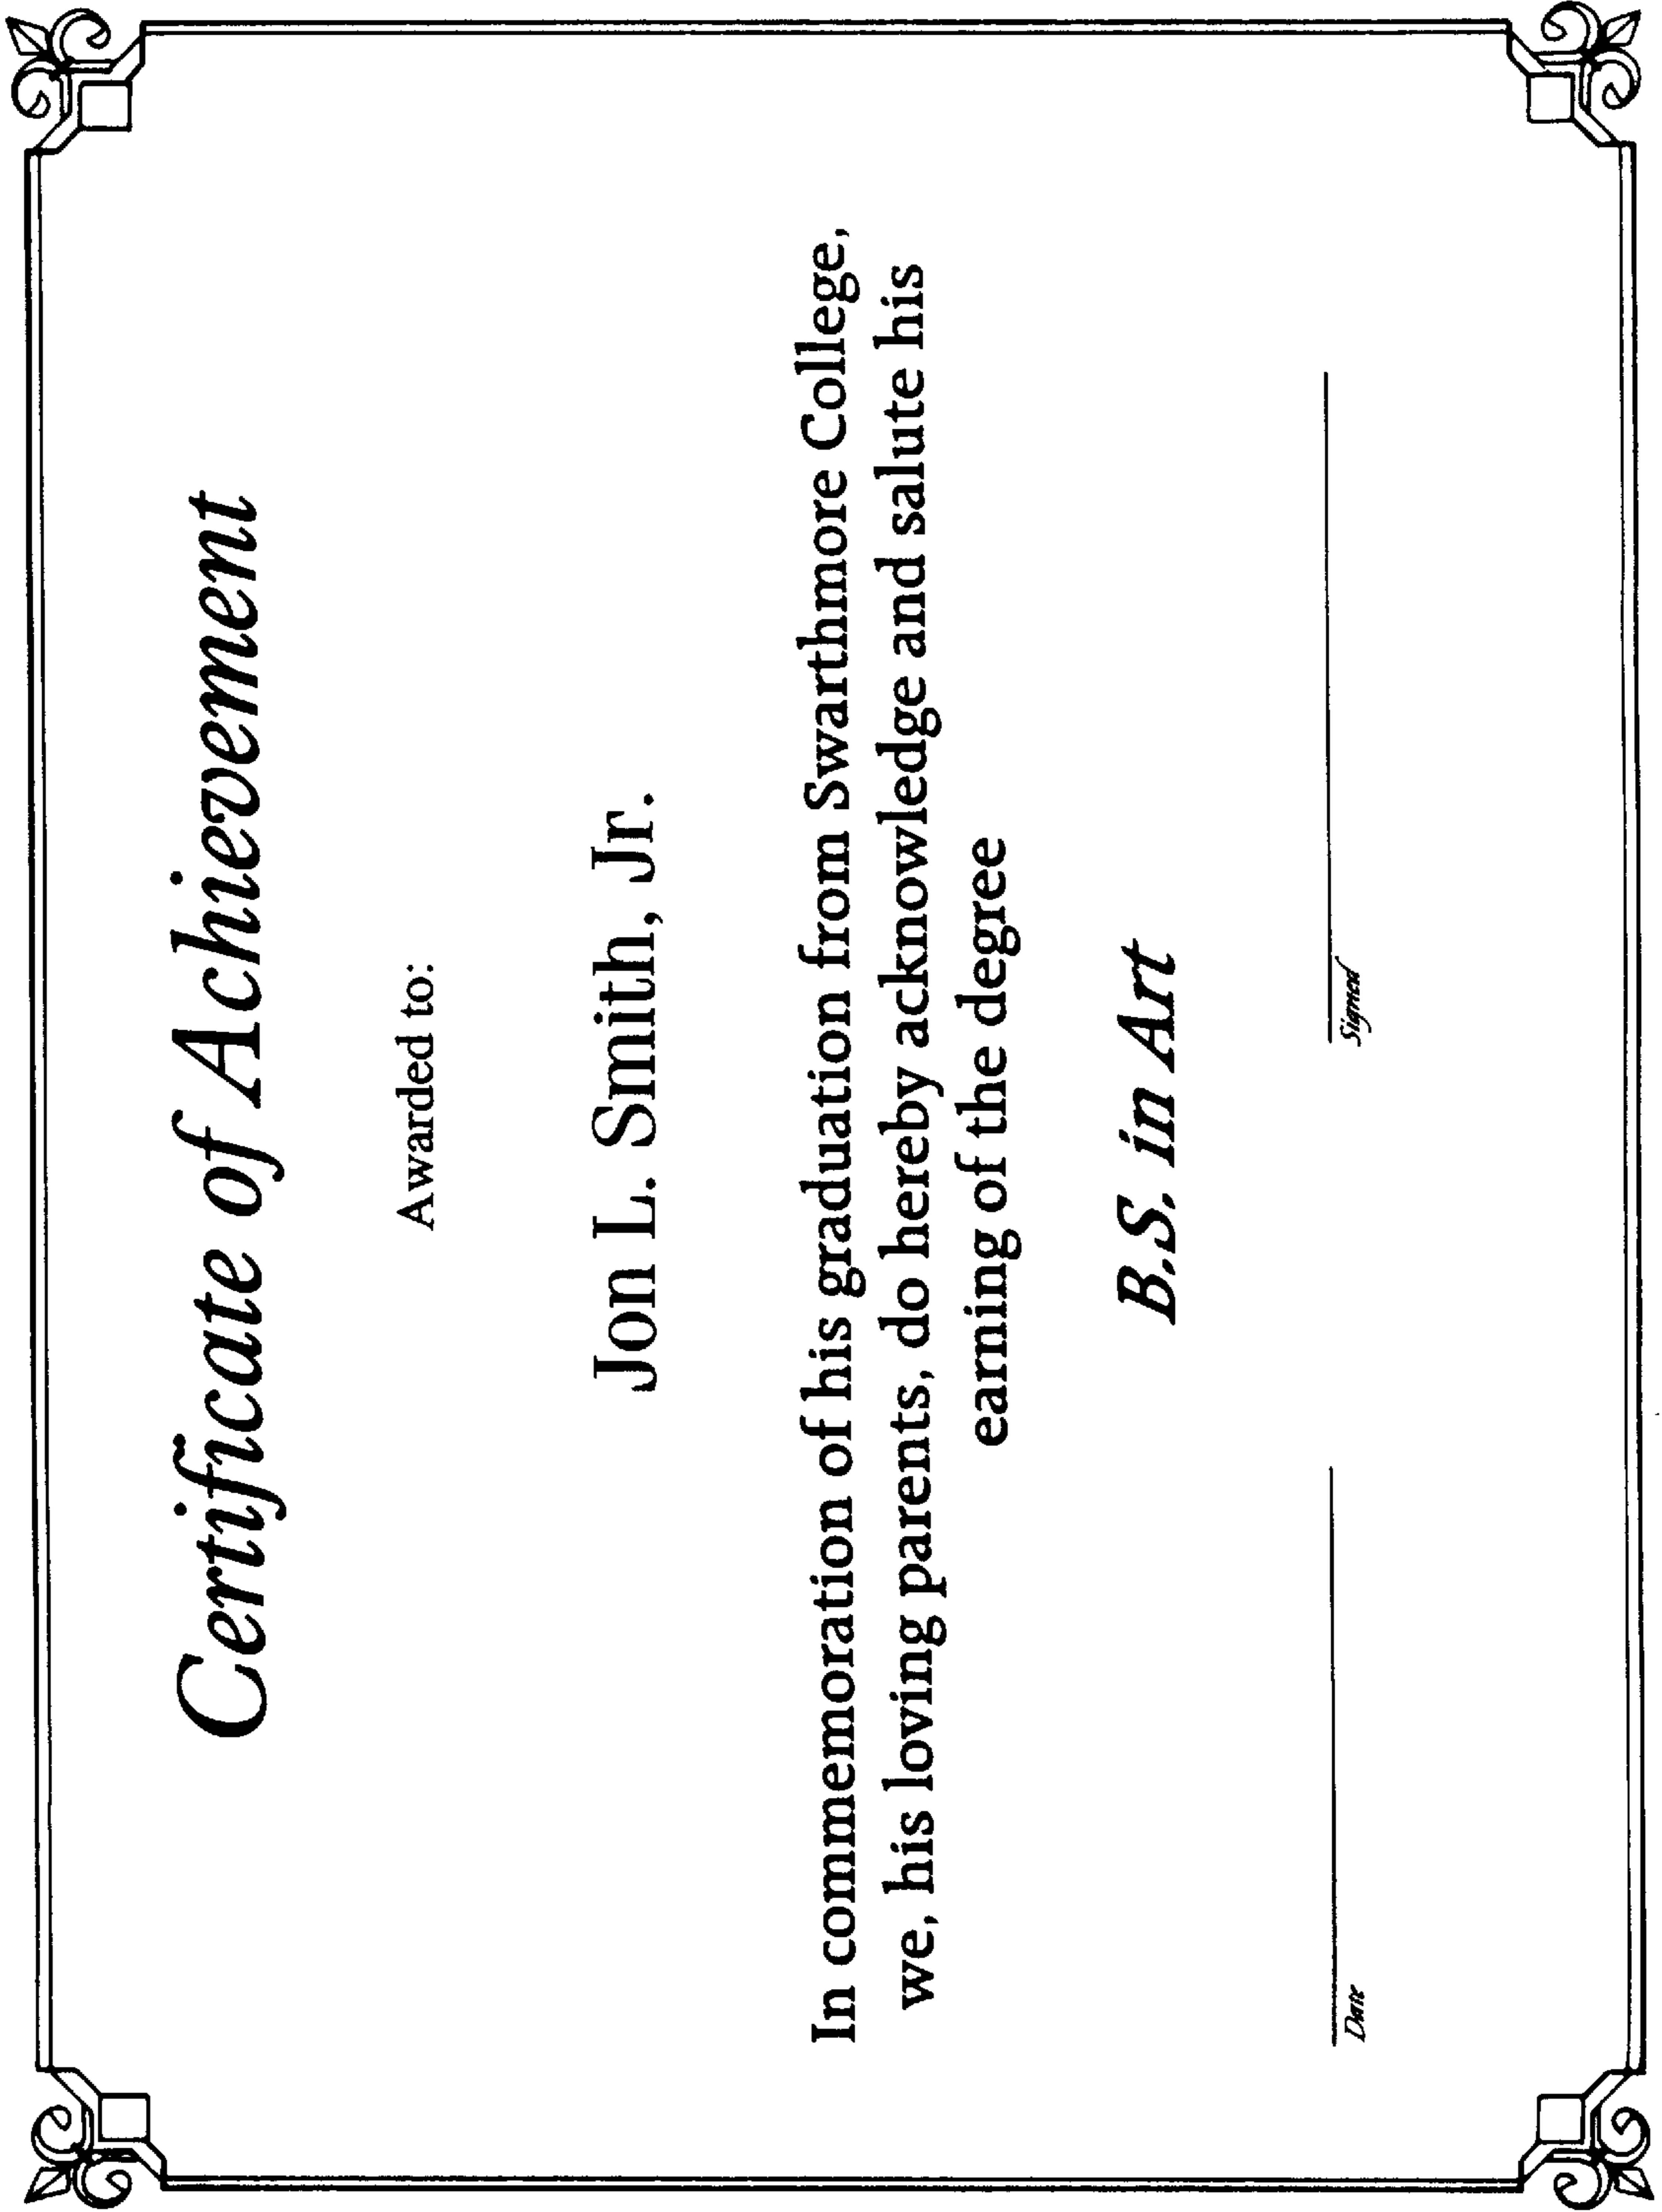 Certificate of Achievement
Awarded to:
Jon L. Smith, Jr.
In commemoration of his graduation from Swarthmore College,
we, his loving parents, do hereby acknowledge and salute his
earning of the degree
B.S. in Art
Date
Signed